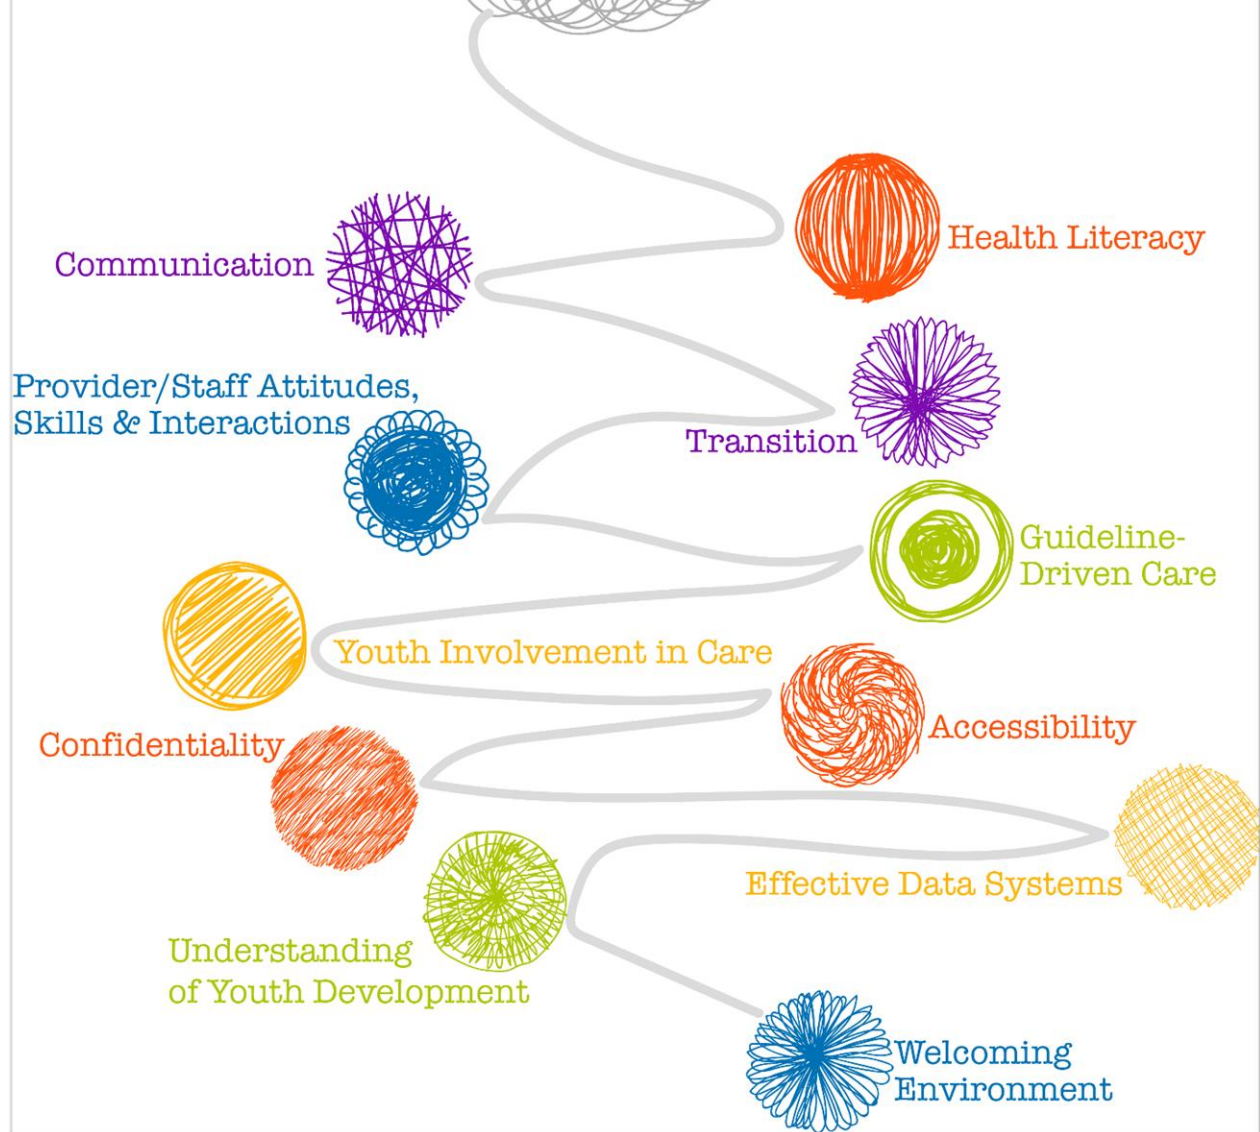 Health Literacy
Communication
Provider/Staff Attitudes,
Skills & Interactions
Transition
Guideline-
Driven Care
Youth Involvement in Care
Accessibility
Confidentiality
Effective Data Systems
Understanding
of Youth Development
Welcoming
Environment